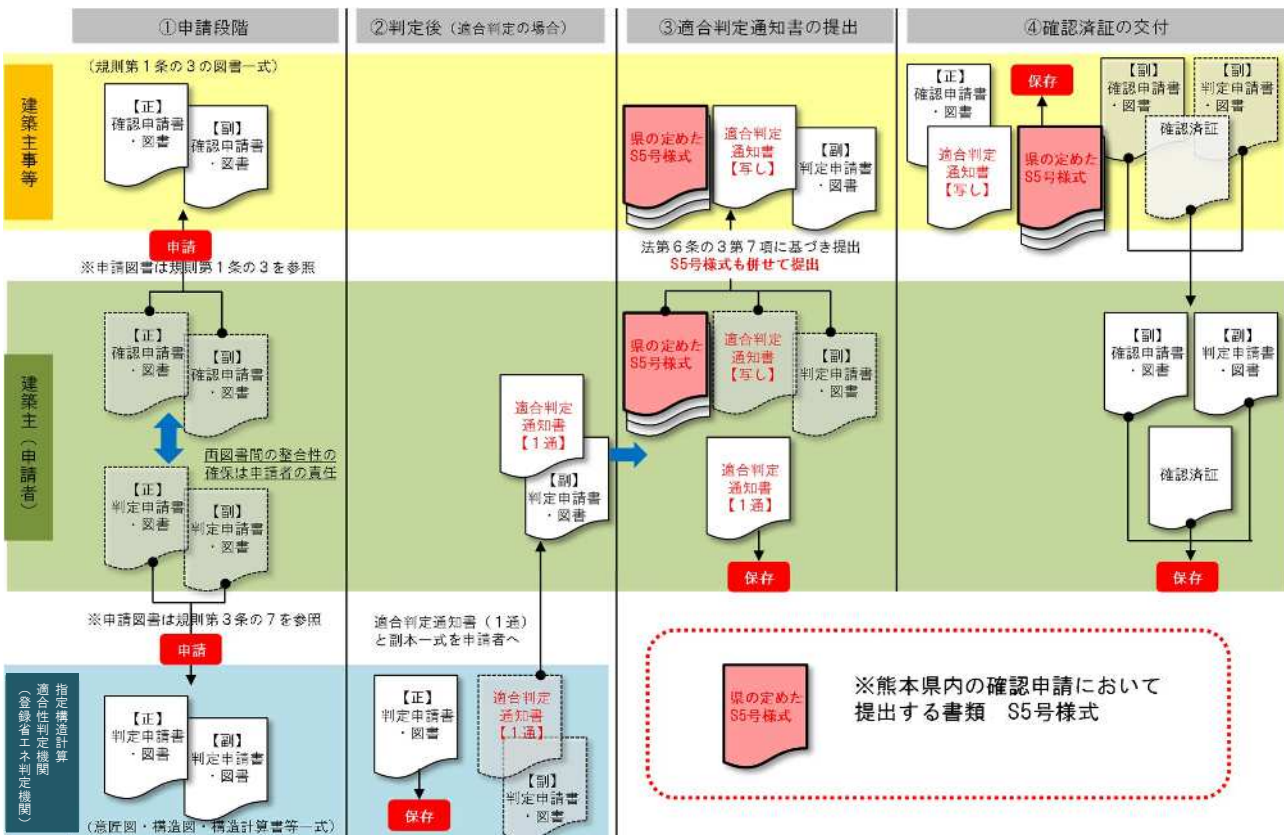 ①申請段階
②判定後（適合判定の場合）
③適合判定通知書の提出
④確認済証の交付
建築主事等
（規則第１条の３の図書一式）
【正】
確認申請書
・図書
【副】
確認申請書
・図書
申請
※申請図書は規則第１条の３を参照
県の定めた
S5号様式
適合判定
通知書
【写し】
【副】
判定申請書
・図書
法第６条の３第７項に基づき提出
S5号様式も併せて提出
【正】
確認申請書
・図書
適合判定
通知書
【写し】
保存
県の定めた
S5号様式
【副】
確認申請書
・図書
【副】
判定申請書
・図書
確認済証
建築主（申請者）
【正】
確認申請書
・図書
【副】
確認申請書
・図書
両図書間の整合性の
確保は申請者の責任
【正】
判定申請書
・図書
【副】
判定申請書
・図書
※申請図書は規則第３条の７を参照
申請
適合判定
通知書
【１通】
【副】
判定申請書
・図書
適合判定通知書（１通）
と副本一式を申請者へ
県の定めた
S5号様式
適合判定
通知書
【写し】
【副】
判定申請書
・図書
適合判定
通知書
【１通】
保存
【副】
確認申請書
・図書
【副】
判定申請書
・図書
確認済証
保存
指定構造計算
適合性判定機関
（登録省エネ判定機関）
【正】
判定申請書
・図書
【副】
判定申請書
・図書
（意匠図・構造図・構造計算書等一式）
【正】
判定申請書
・図書
保存
適合判定
通知書
【１通】
【副】
判定申請書
・図書
県の定めた
S5号様式
※熊本県内の確認申請において
提出する書類　S5号様式